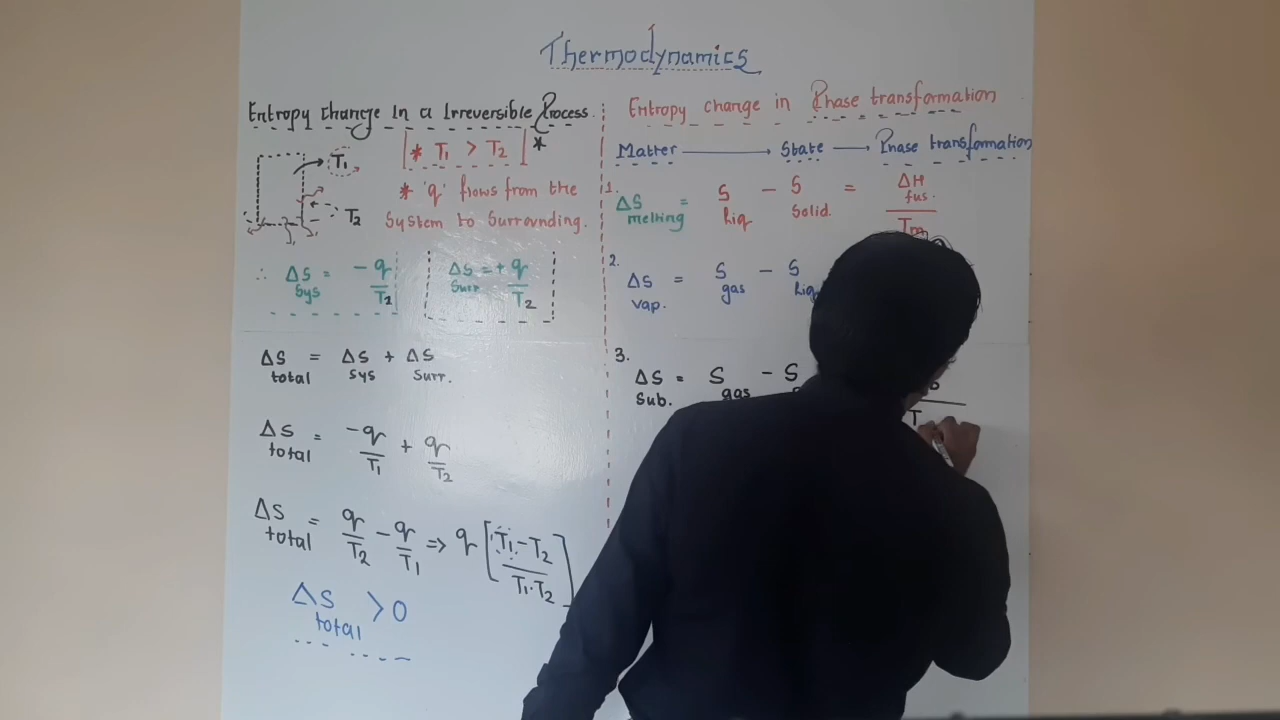 Thermodynamics
Entropy change In a Irreversible Process.
* T₁ > T₂ *
T₁
T₂
* 'q' flows from the
System to Surrounding.
∴ ΔS sys = -q/T₂
ΔS surr = +q/T₂
ΔS total = ΔS sys + ΔS surr.
ΔS total = -q/T₁ + q/T₂
ΔS total = q/T₂ - q/T₁ => q [T₁-T₂/T₁.T₂]
ΔS total > 0
Entropy change in Phase transformation
Matter → State → Phase transformation
1. ΔS melting = S liq - S solid. = ΔH fus. / Tm
2. ΔS vap. = S gas - S liq
3. ΔS sub. = S gas - S
T